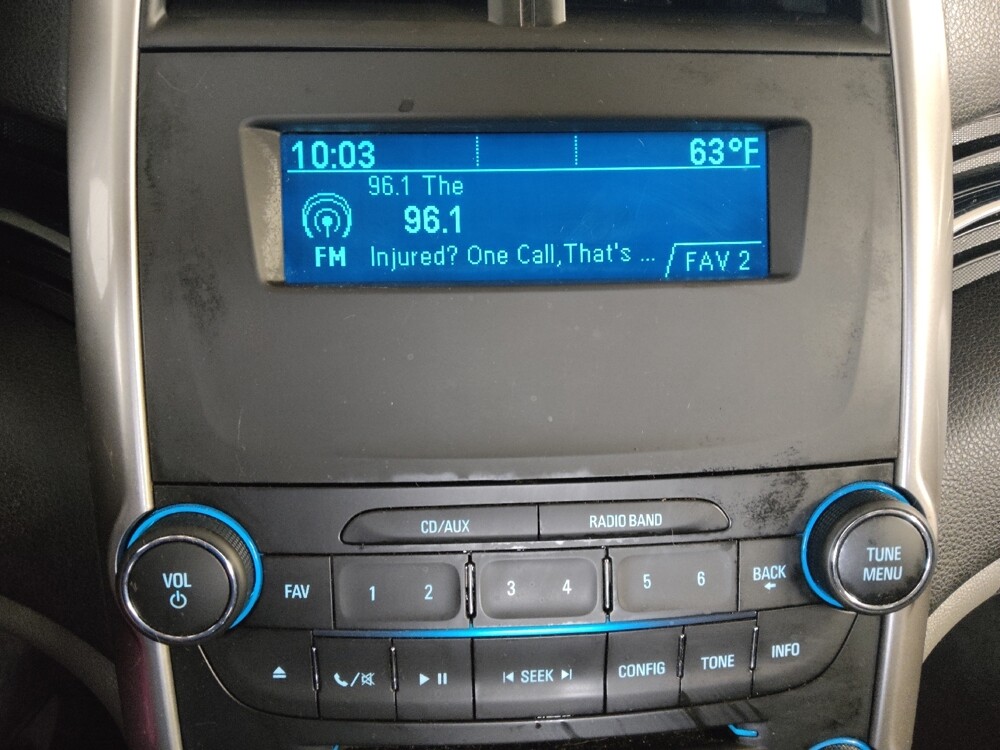 10:03 63°F
96.1 The
96.1
FM Injured? One Call,That's ... FAV 2
CD/AUX RADIO BAND
VOL FAV 1 2 3 4 5 6 BACK TUNE MENU
SEEK CONFIG TONE INFO